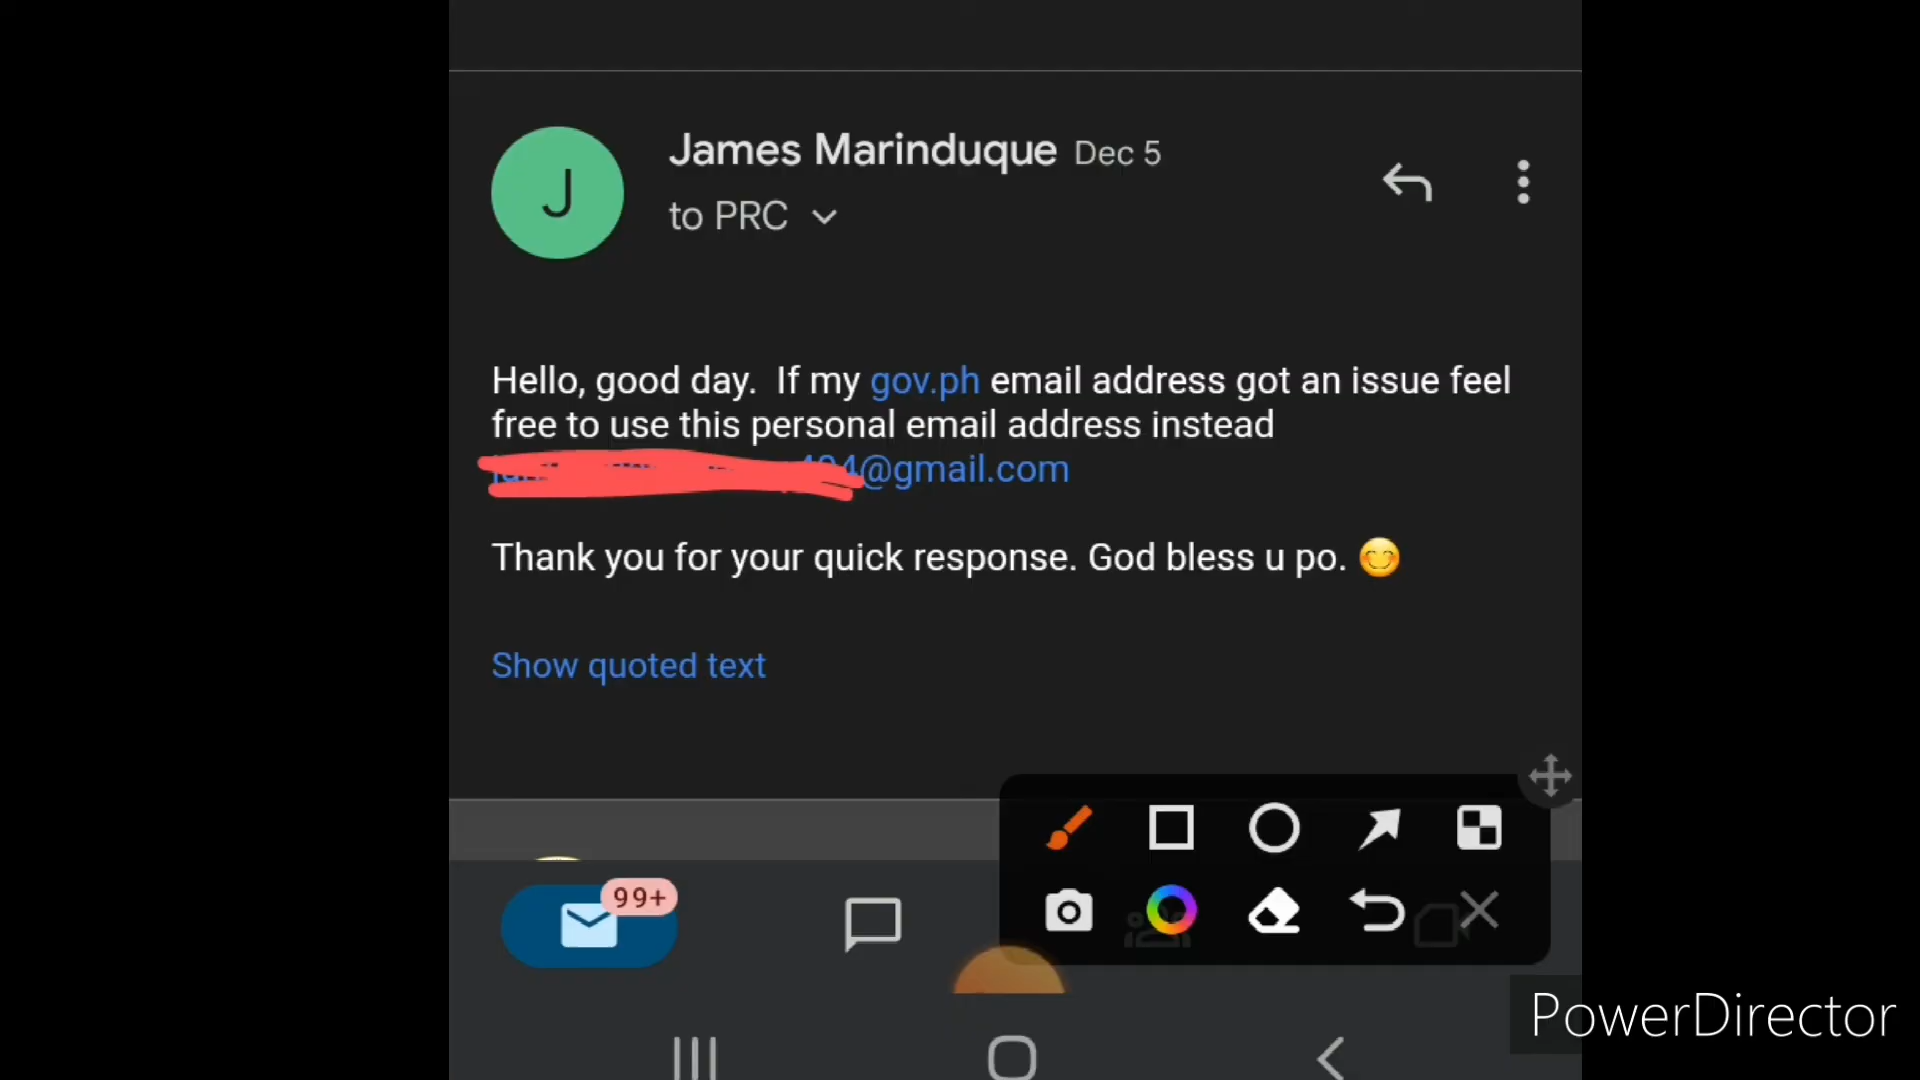 James Marinduque Dec 5
to PRC
J
Hello, good day. If my gov.ph email address got an issue feel
free to use this personal email address instead
@gmail.com
Thank you for your quick response. God bless u po. 😊
Show quoted text
99+
PowerDirector